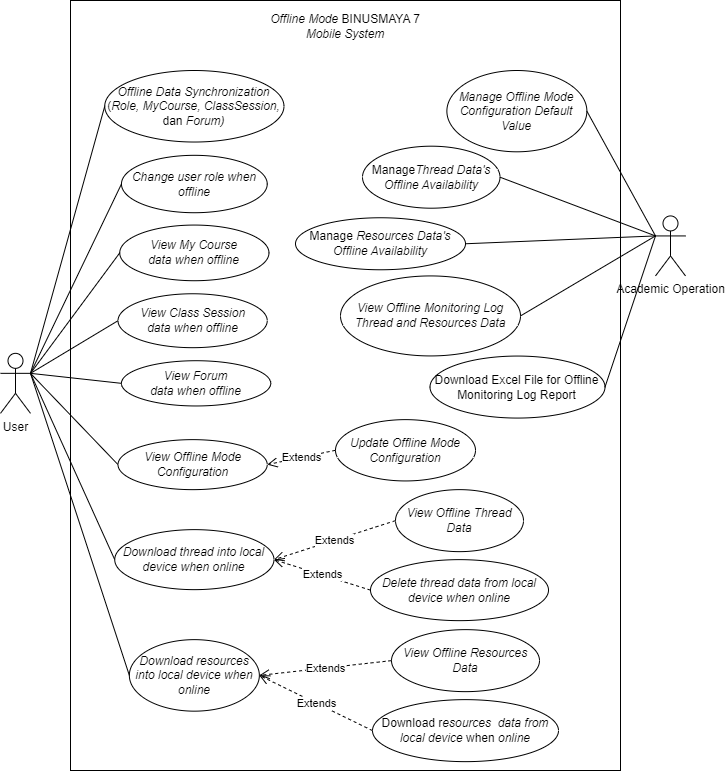 Offline Mode BINUSMAYA 7
Mobile System
Offline Data Synchronization
(Role, MyCourse, ClassSession,
dan Forum)
Manage Offline Mode
Configuration Default
Value
Change user role when
offline
ManageThread Data's
Offline Availability
View My Course
data when offline
Manage Resources Data's
Offline Availability
Academic Operation
View Class Session
data when offline
View Offline Monitoring Log
Thread and Resources Data
View Forum
data when offline
Download Excel File for Offline
Monitoring Log Report
User
View Offline Mode
Configuration
Extends
Update Offline Mode
Configuration
Download thread into local
device when online
Extends
View Offline Thread
Data
Extends
Delete thread data from local
device when online
Download resources
into local device when
online
Extends
View Offline Resources
Data
Extends
Download resources data from
local device when online